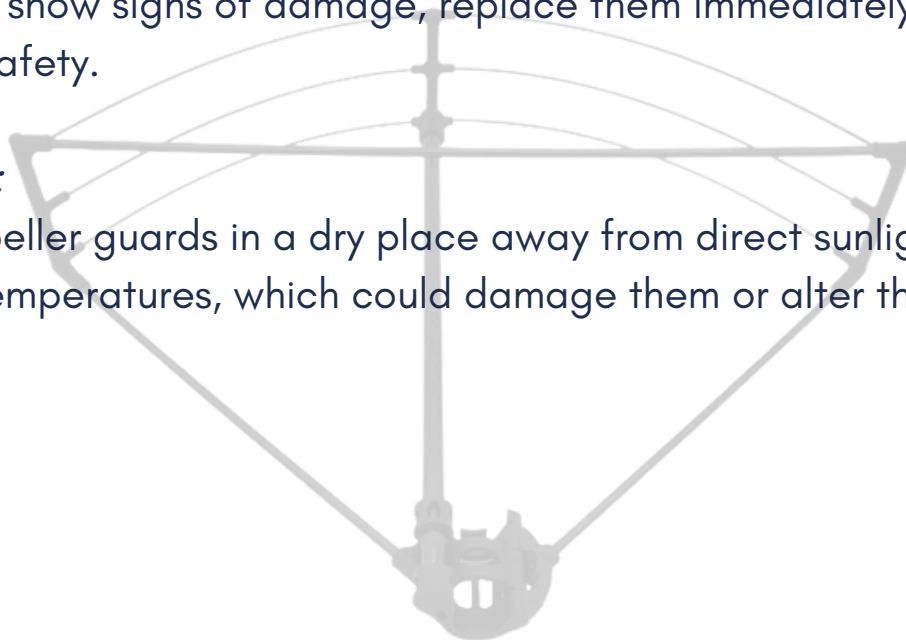 show signs of damage, replace them immediately
afety.
:
peller guards in a dry place away from direct sunlig
emperatures, which could damage them or alter th